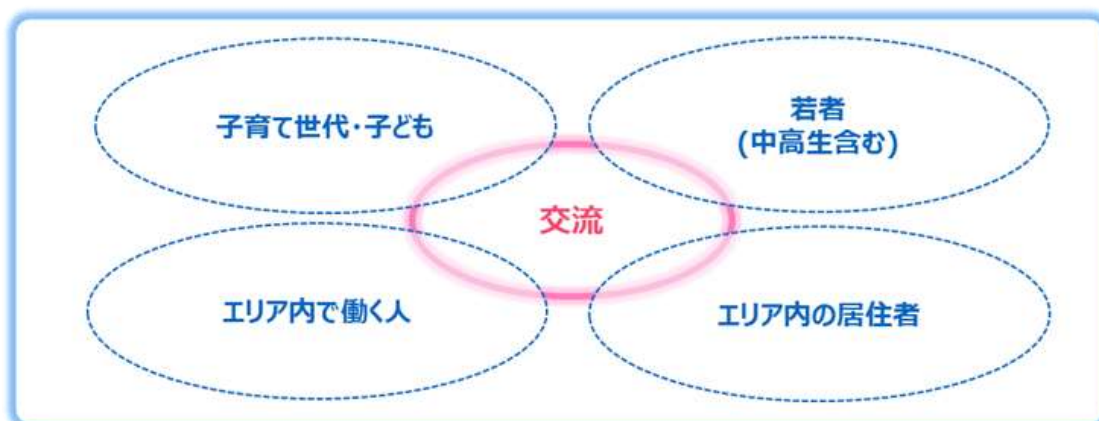 子育て世代・子ども
若者
(中高生含む)
交流
エリア内で働く人
エリア内の居住者